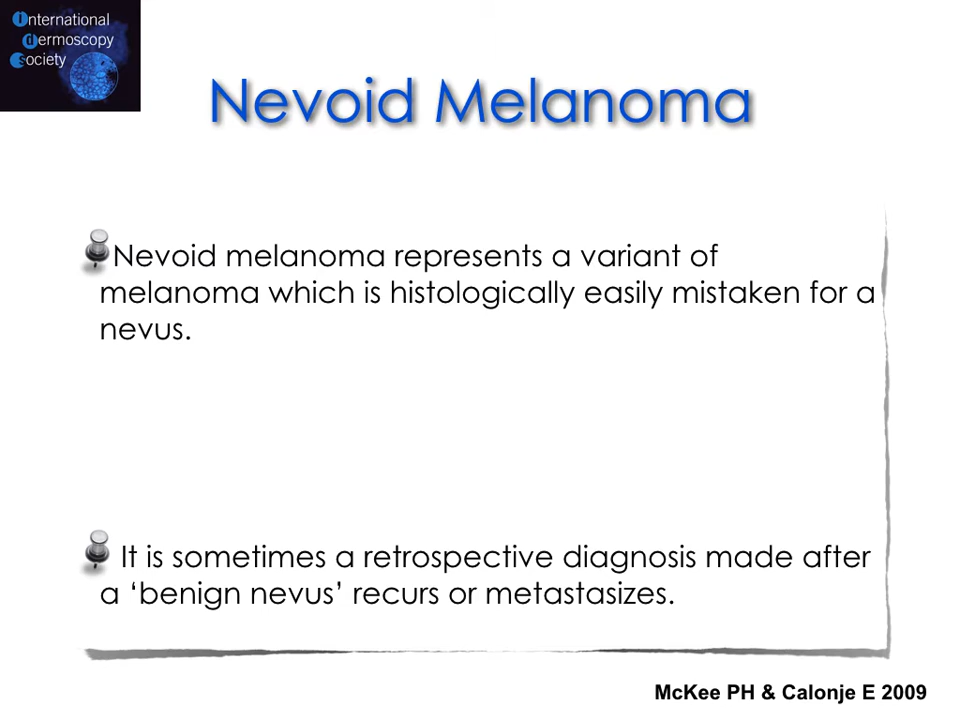 International
dermoscopy
Society
Nevoid Melanoma
Nevoid melanoma represents a variant of
melanoma which is histologically easily mistaken for a
nevus.
It is sometimes a retrospective diagnosis made after
a ‘benign nevus’ recurs or metastasizes.
McKee PH & Calonje E 2009